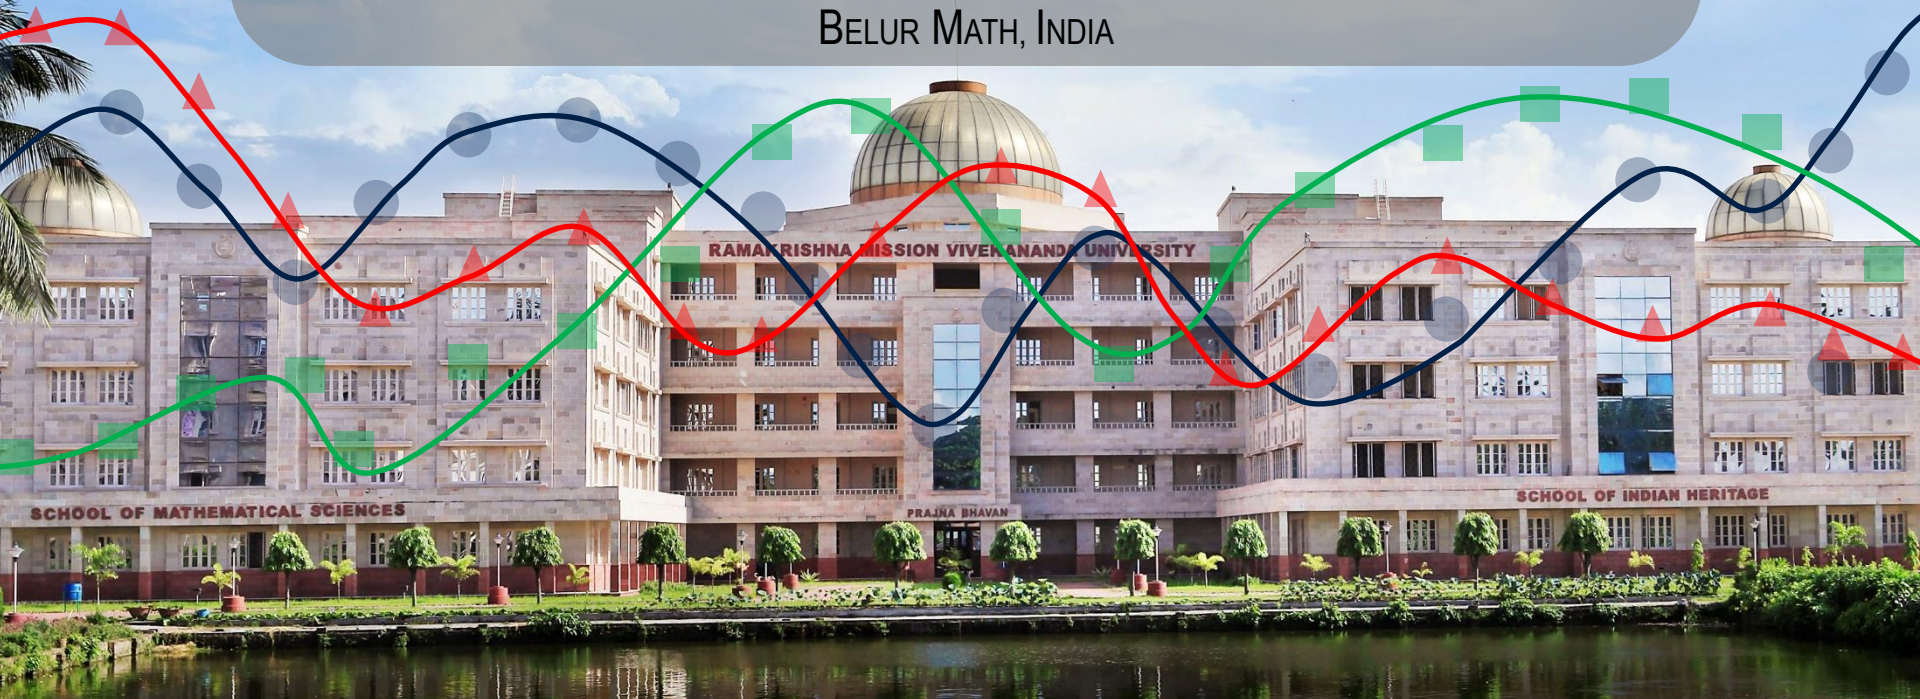 BELUR MATH, INDIA
RAMAKRISHNA MISSION VIVEKANANDA UNIVERSITY
SCHOOL OF MATHEMATICAL SCIENCES
PRAJNA BHAVAN
SCHOOL OF INDIAN HERITAGE